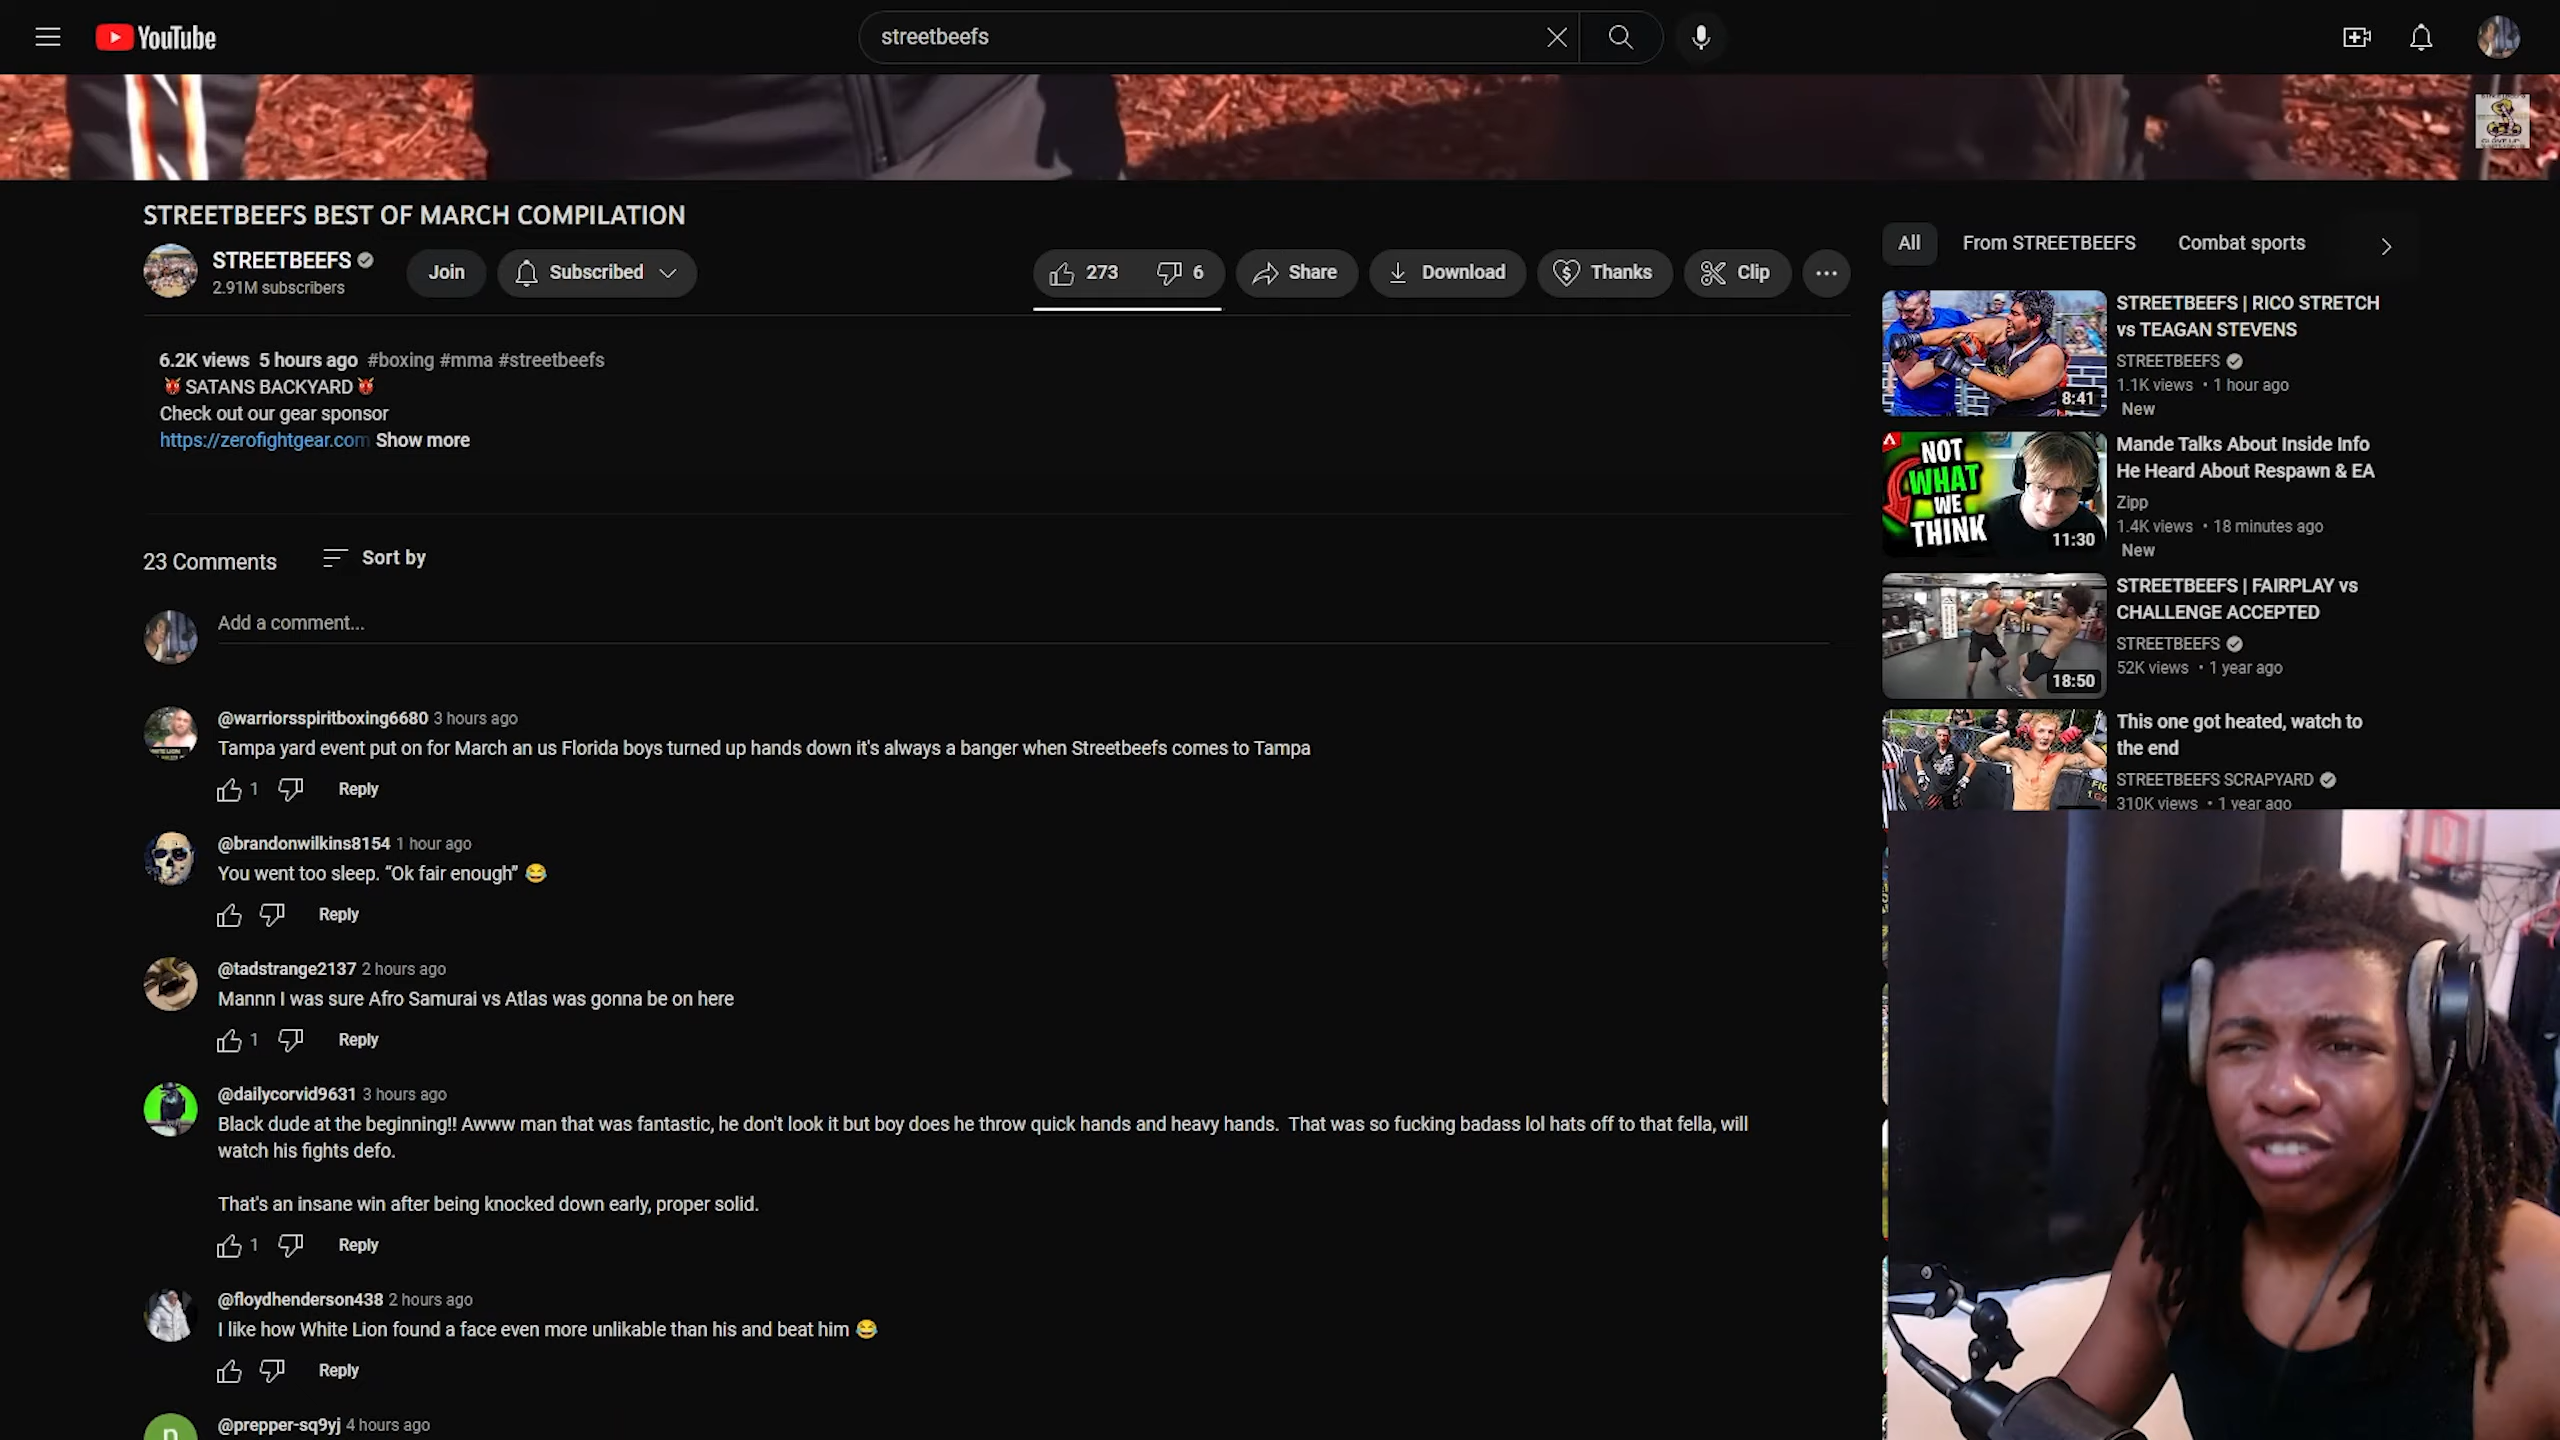 YouTube
streetbeefs
STREETBEEFS BEST OF MARCH COMPILATION
STREETBEEFS
2.91M subscribers
Join
Subscribed
273
6
Share
Download
Thanks
Clip
6.2K views 5 hours ago #boxing #mma #streetbeefs
👹 SATANS BACKYARD 👹
Check out our gear sponsor
https://zerofightgear.com Show more
23 Comments
Sort by
Add a comment...
@warriorsspiritboxing6680 3 hours ago
Tampa yard event put on for March an us Florida boys turned up hands down it's always a banger when Streetbeefs comes to Tampa
1
Reply
@brandonwilkins8154 1 hour ago
You went too sleep. “Ok fair enough” 😂
Reply
@tadstrange2137 2 hours ago
Mannn I was sure Afro Samurai vs Atlas was gonna be on here
1
Reply
@dailycorvid9631 3 hours ago
Black dude at the beginning!! Awww man that was fantastic, he don't look it but boy does he throw quick hands and heavy hands. That was so fucking badass lol hats off to that fella, will
watch his fights defo.
That's an insane win after being knocked down early, proper solid.
1
Reply
@floydhenderson438 2 hours ago
I like how White Lion found a face even more unlikable than his and beat him 😂
Reply
@prepper-sq9yj 4 hours ago
All
From STREETBEEFS
Combat sports
STREETBEEFS | RICO STRETCH
vs TEAGAN STEVENS
STREETBEEFS
1.1K views • 1 hour ago
New
8:41
NOT
WHAT
WE
THINK
11:30
Mande Talks About Inside Info
He Heard About Respawn & EA
Zipp
1.4K views • 18 minutes ago
New
STREETBEEFS | FAIRPLAY vs
CHALLENGE ACCEPTED
STREETBEEFS
52K views • 1 year ago
18:50
This one got heated, watch to
the end
STREETBEEFS SCRAPYARD
310K views • 1 year ago